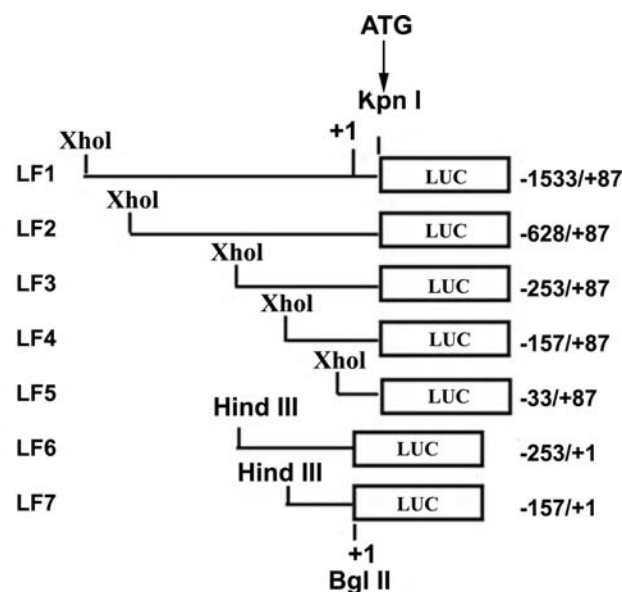 ATG
Kpn I
+1
XhoI
LF1 LUC -1533/+87
XhoI
LF2 LUC -628/+87
XhoI
LF3 LUC -253/+87
XhoI
LF4 LUC -157/+87
XhoI
LF5 LUC -33/+87
Hind III
LF6 LUC -253/+1
Hind III
LF7 LUC -157/+1
+1
Bgl II